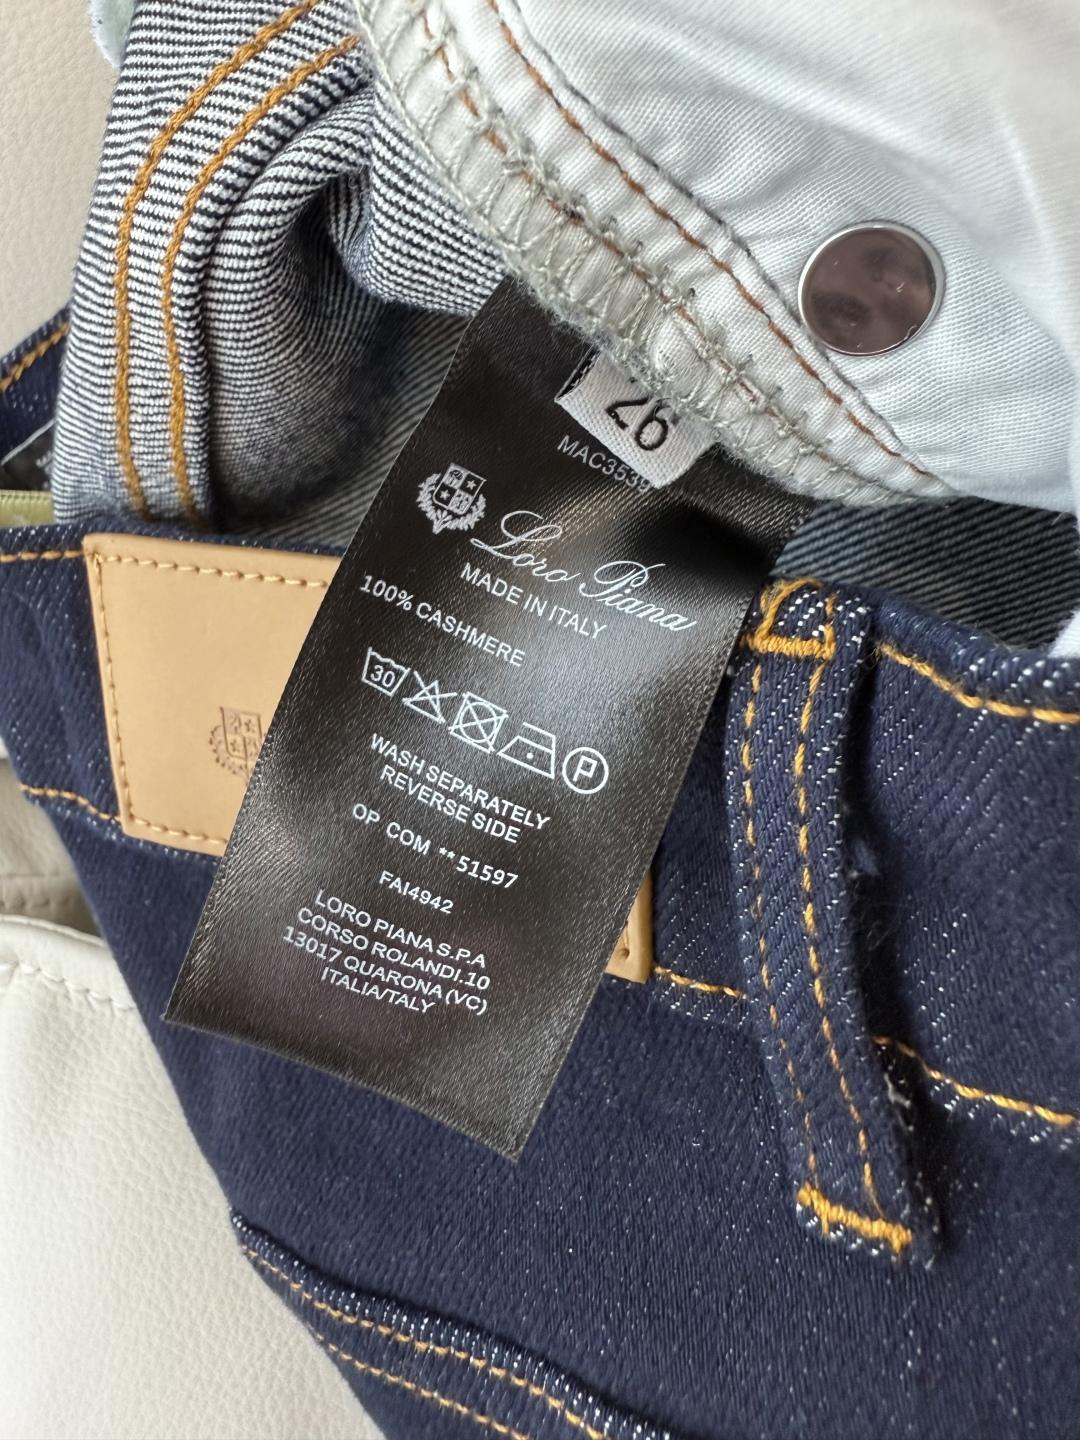 26
MAC3539
Loro Piana
MADE IN ITALY
100% CASHMERE
30
P
WASH SEPARATELY
REVERSE SIDE
OP COM **51597
FAI4942
LORO PIANA S.P.A
CORSO ROLANDI.10
13017 QUARONA (VC)
ITALIA/TALY